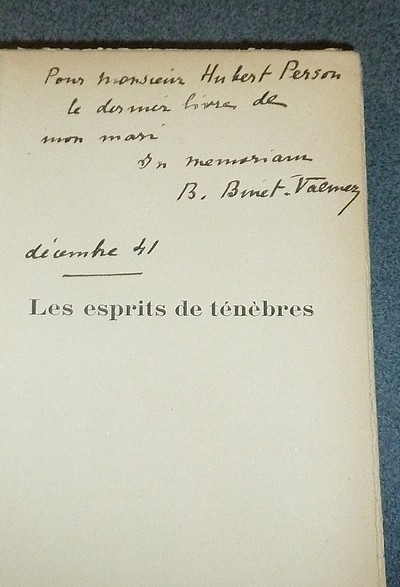 Pour monsieur Hubert Person
le dernier livre de
mon mari
In memoriam
B. Binet-Valmer
décembre 41
Les esprits de ténèbres